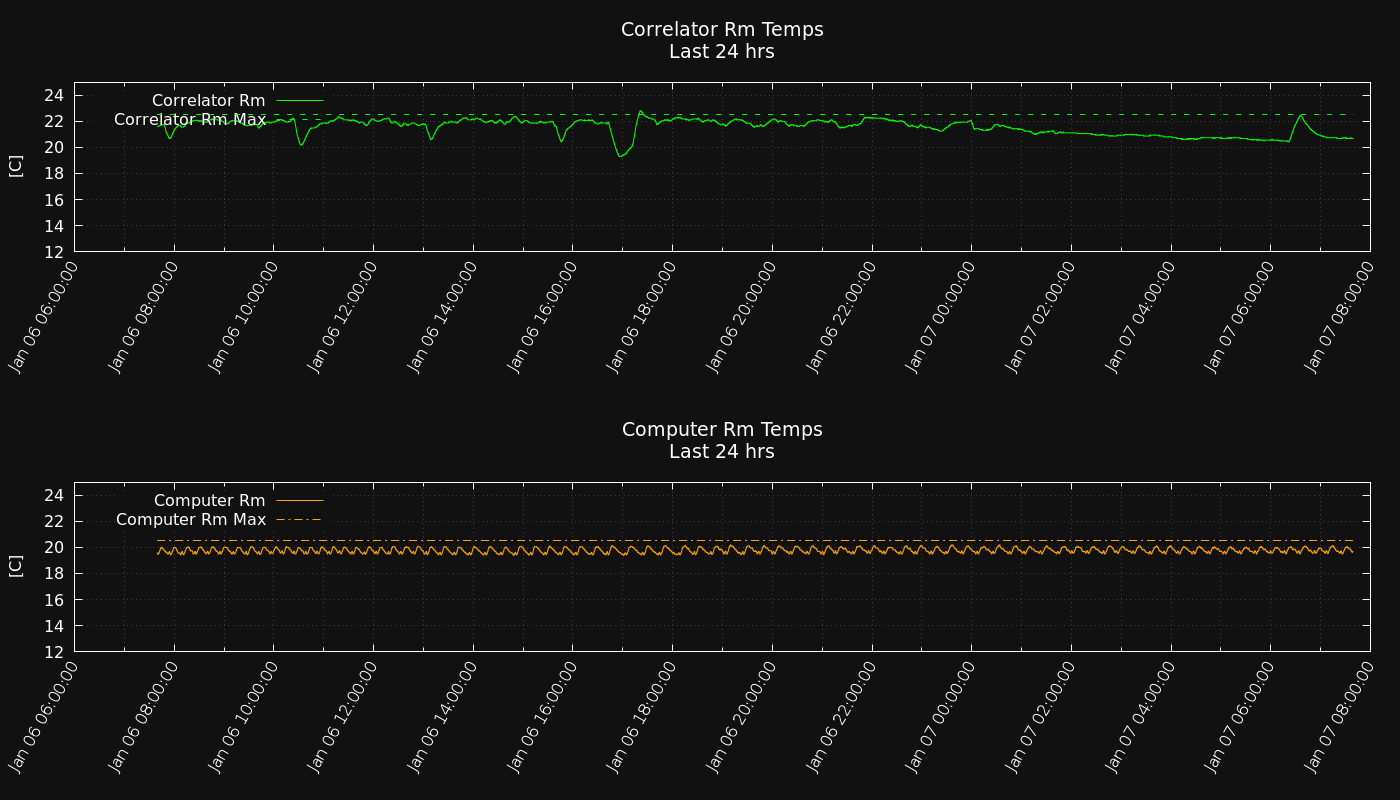 Correlator Rm Temps
Last 24 hrs
Correlator Rm
Correlator Rm Max
24
22
20
18
16
14
12
[C]
Jan 06 06:00:00
Jan 06 08:00:00
Jan 06 10:00:00
Jan 06 12:00:00
Jan 06 14:00:00
Jan 06 16:00:00
Jan 06 18:00:00
Jan 06 20:00:00
Jan 06 22:00:00
Jan 07 00:00:00
Jan 07 02:00:00
Jan 07 04:00:00
Jan 07 06:00:00
Jan 07 08:00:00
Computer Rm Temps
Last 24 hrs
Computer Rm
Computer Rm Max
24
22
20
18
16
14
12
[C]
Jan 06 06:00:00
Jan 06 08:00:00
Jan 06 10:00:00
Jan 06 12:00:00
Jan 06 14:00:00
Jan 06 16:00:00
Jan 06 18:00:00
Jan 06 20:00:00
Jan 06 22:00:00
Jan 07 00:00:00
Jan 07 02:00:00
Jan 07 04:00:00
Jan 07 06:00:00
Jan 07 08:00:00